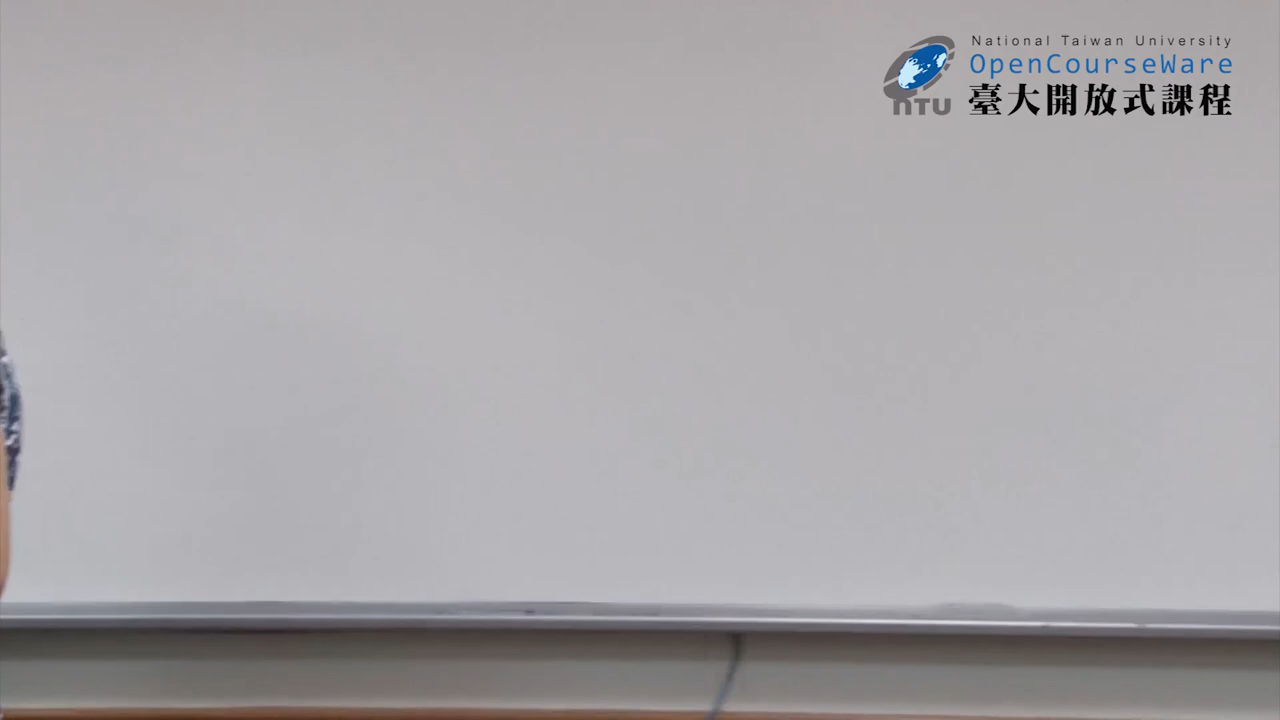 National Taiwan University
OpenCourseWare
NTU
臺大開放式課程